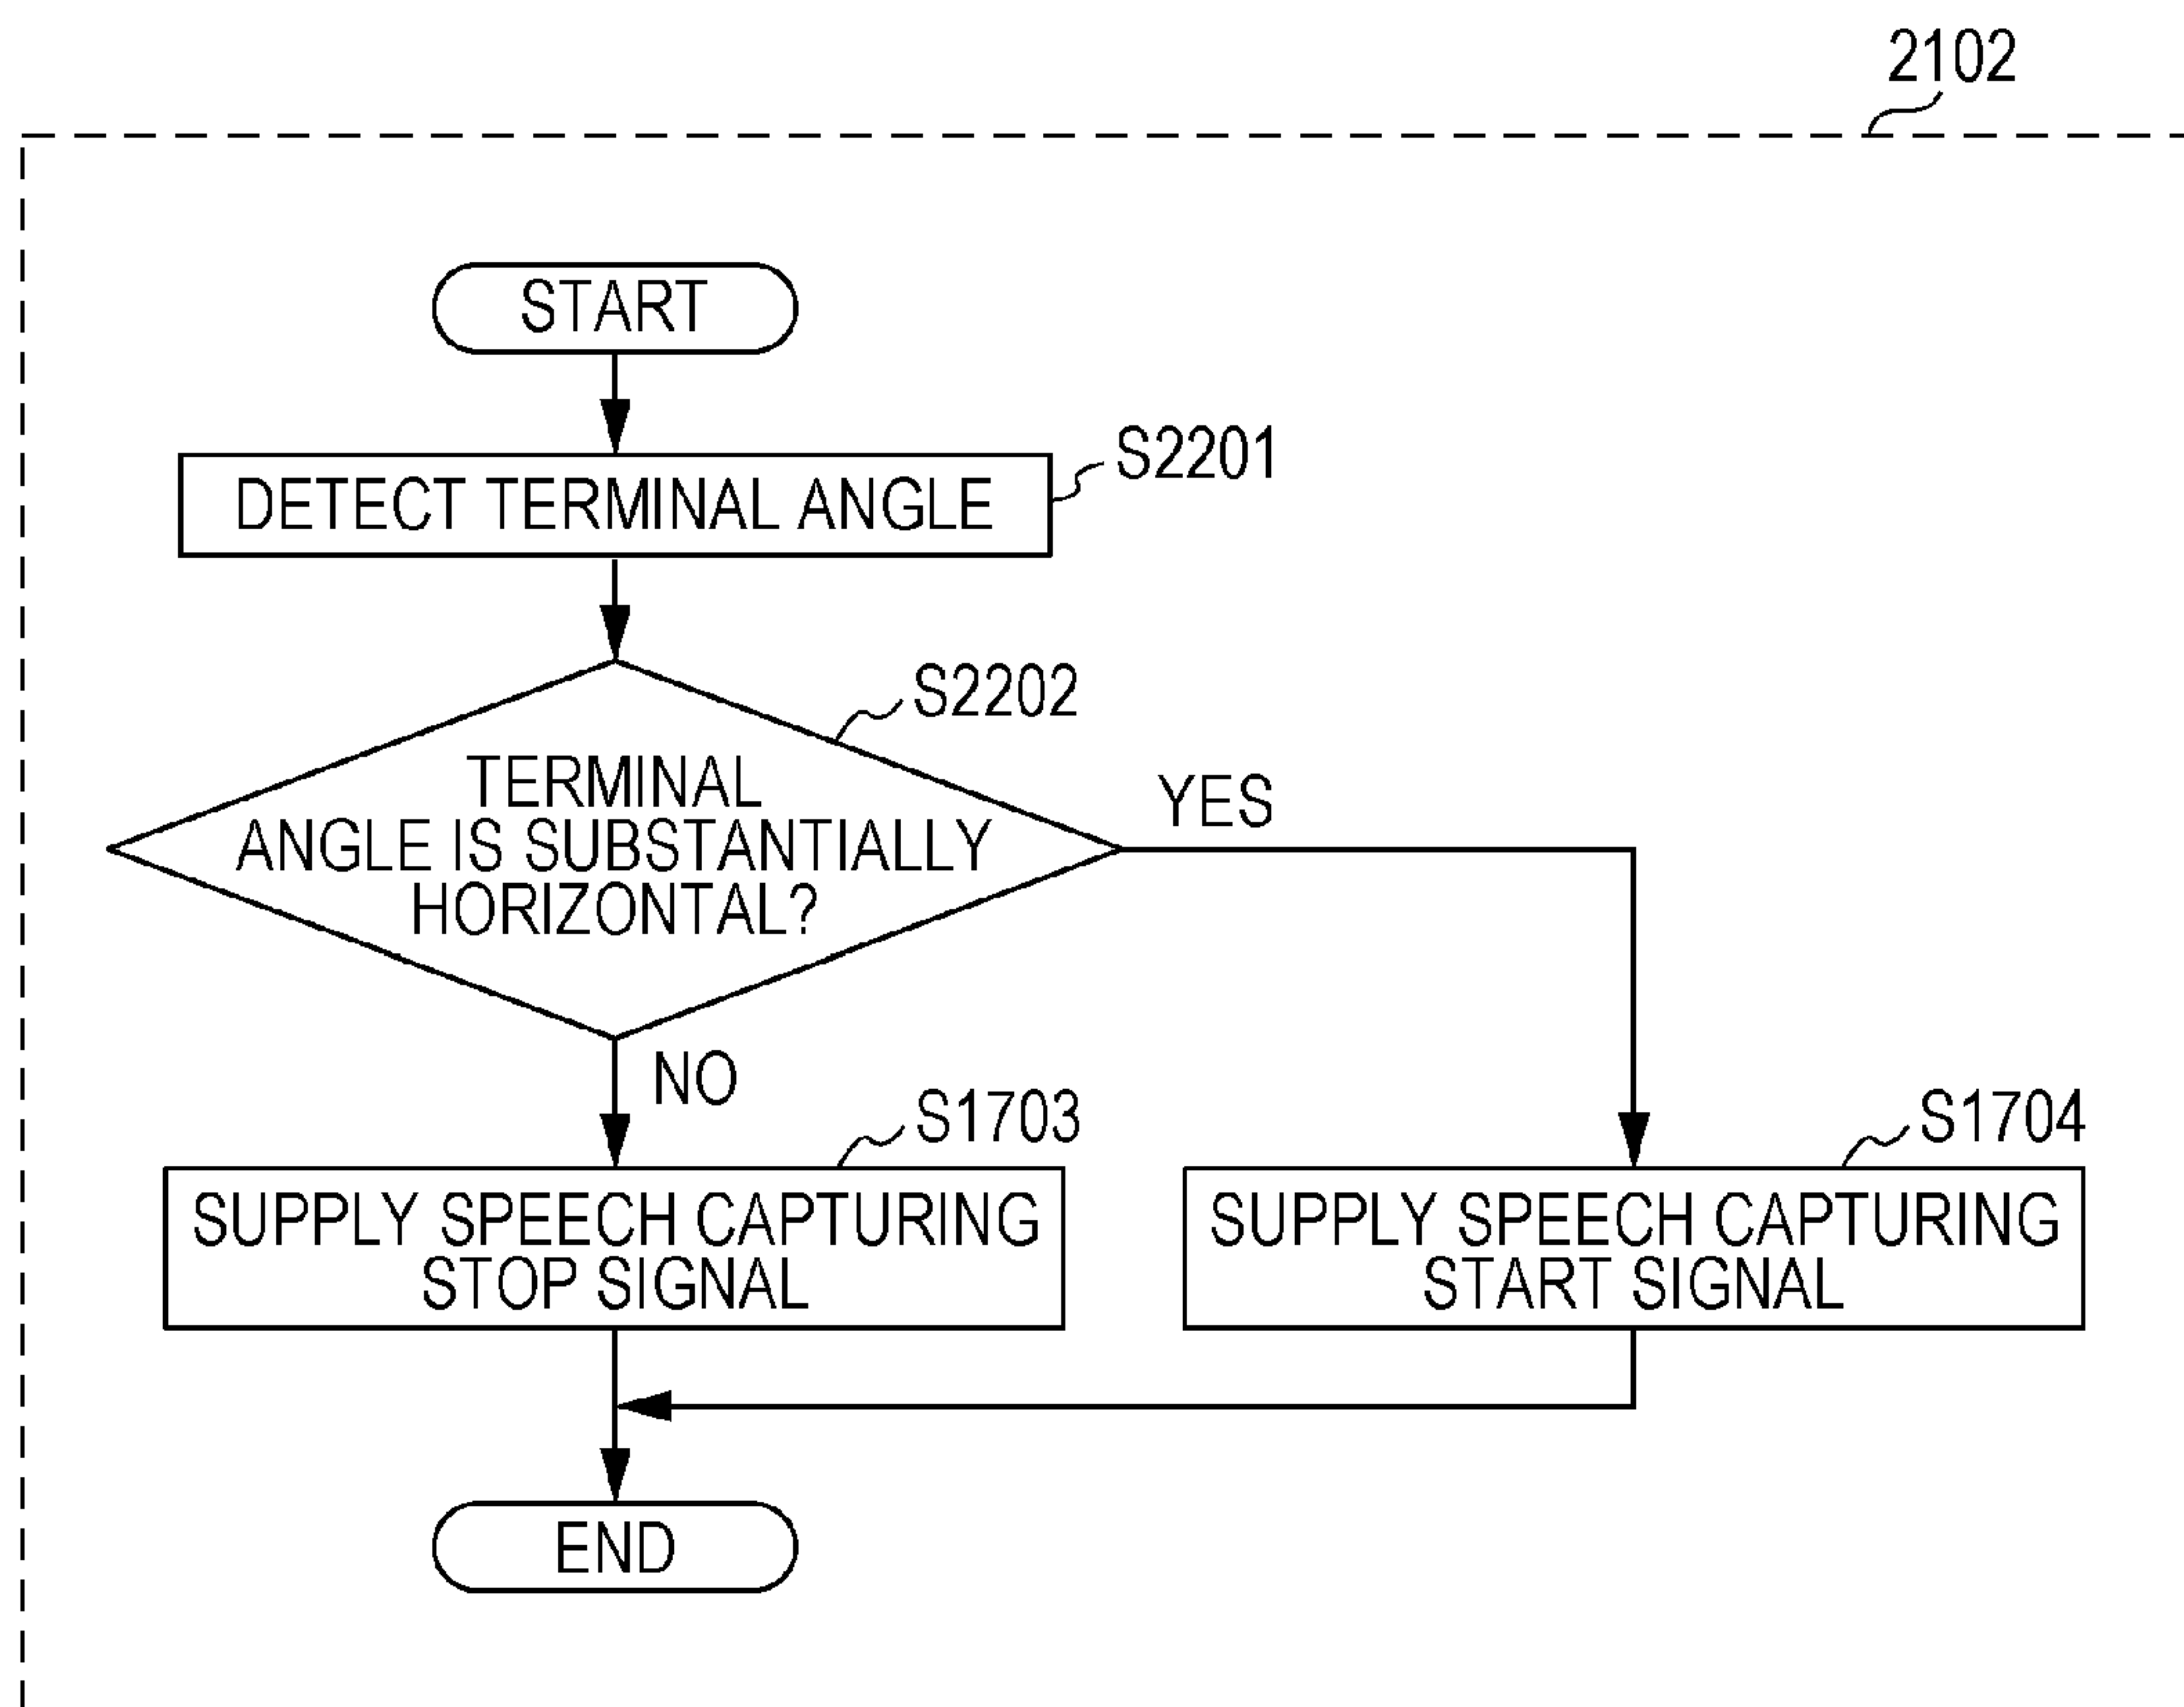 2102
START
DETECT TERMINAL ANGLE
S2201
S2202
TERMINAL
ANGLE IS SUBSTANTIALLY
HORIZONTAL?
YES
NO
S1703
SUPPLY SPEECH CAPTURING
STOP SIGNAL
S1704
SUPPLY SPEECH CAPTURING
START SIGNAL
END